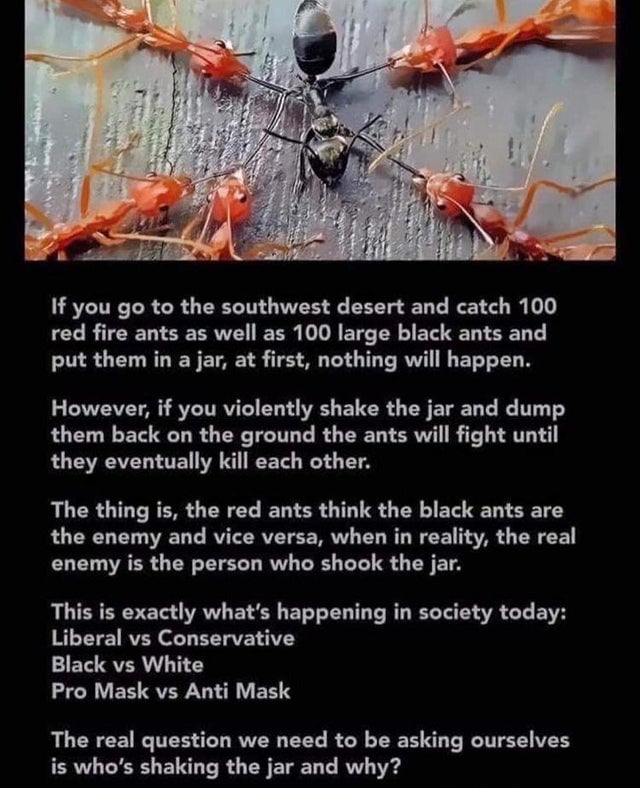 If you go to the southwest desert and catch 100
red fire ants as well as 100 large black ants and
put them in a jar, at first, nothing will happen.
However, if you violently shake the jar and dump
them back on the ground the ants will fight until
they eventually kill each other.
The thing is, the red ants think the black ants are
the enemy and vice versa, when in reality, the real
enemy is the person who shook the jar.
This is exactly what's happening in society today:
Liberal vs Conservative
Black vs White
Pro Mask vs Anti Mask
The real question we need to be asking ourselves
is who's shaking the jar and why?